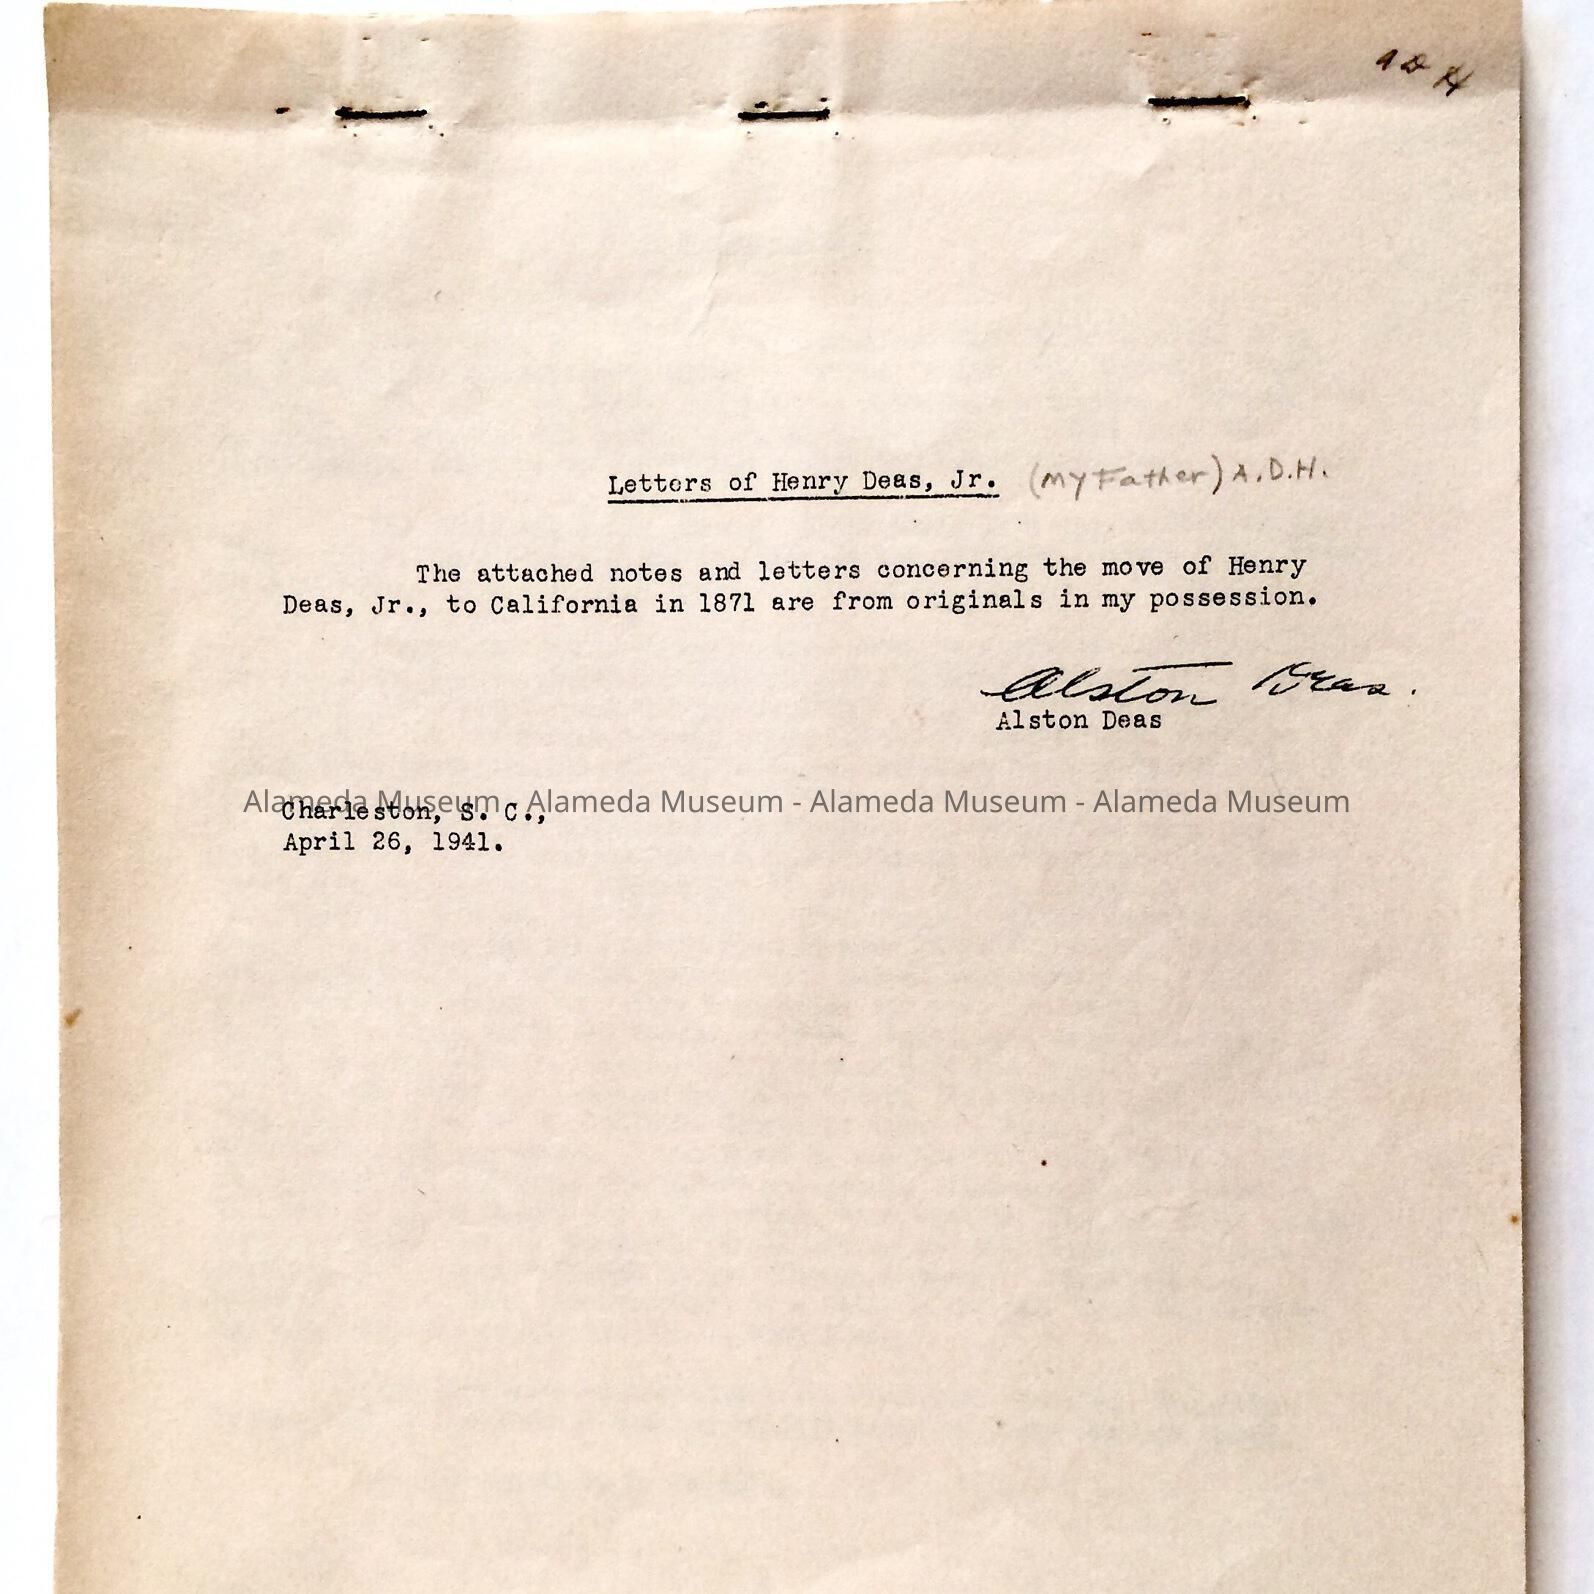 ADH
Letters of Henry Deas, Jr. (My Father) A.D.H.
The attached notes and letters concerning the move of Henry
Deas, Jr., to California in 1871 are from originals in my possession.
Alston Deas.
Alston Deas
Alameda Museum - Alameda Museum - Alameda Museum - Alameda Museum
Charleston, S. C.,
April 26, 1941.